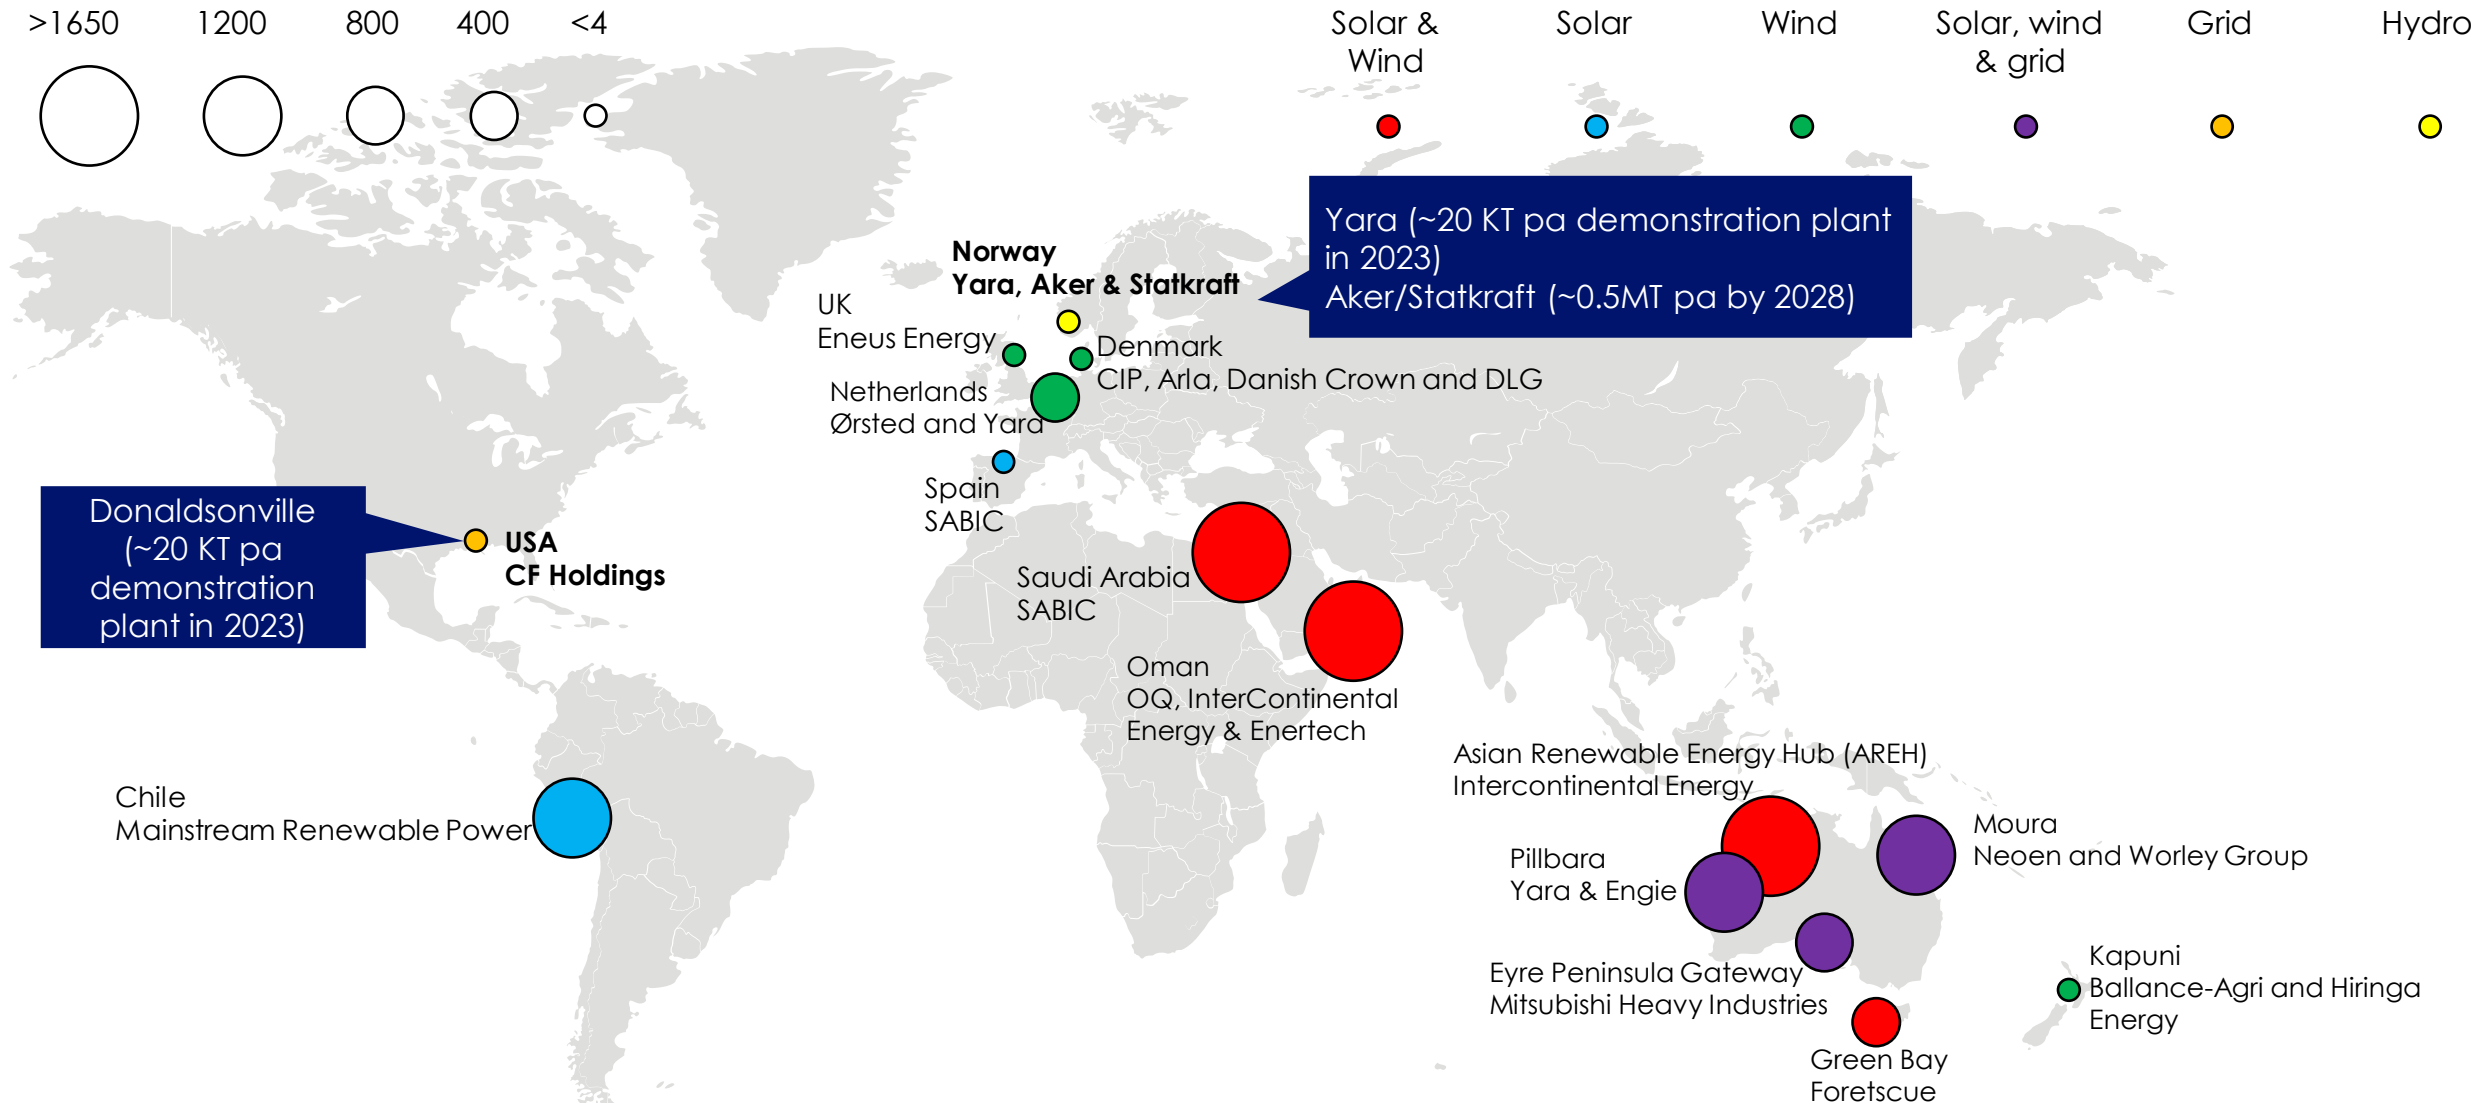 >1650
1200
800
400
<4
Solar &
Wind
Solar
Wind
Solar, wind
& grid
Grid
Hydro
Yara (~20 KT pa demonstration plant
in 2023)
Aker/Statkraft (~0.5MT pa by 2028)
Norway
Yara, Aker & Statkraft
UK
Eneus Energy
Denmark
CIP, Arla, Danish Crown and DLG
Netherlands
Ørsted and Yara
Spain
SABIC
Donaldsonville
(~20 KT pa
demonstration
plant in 2023)
USA
CF Holdings
Saudi Arabia
SABIC
Oman
OQ, InterContinental
Energy & Enertech
Asian Renewable Energy Hub (AREH)
Intercontinental Energy
Chile
Mainstream Renewable Power
Moura
Neoen and Worley Group
Pillbara
Yara & Engie
Eyre Peninsula Gateway
Mitsubishi Heavy Industries
Kapuni
Ballance-Agri and Hiringa
Energy
Green Bay
Foretscue